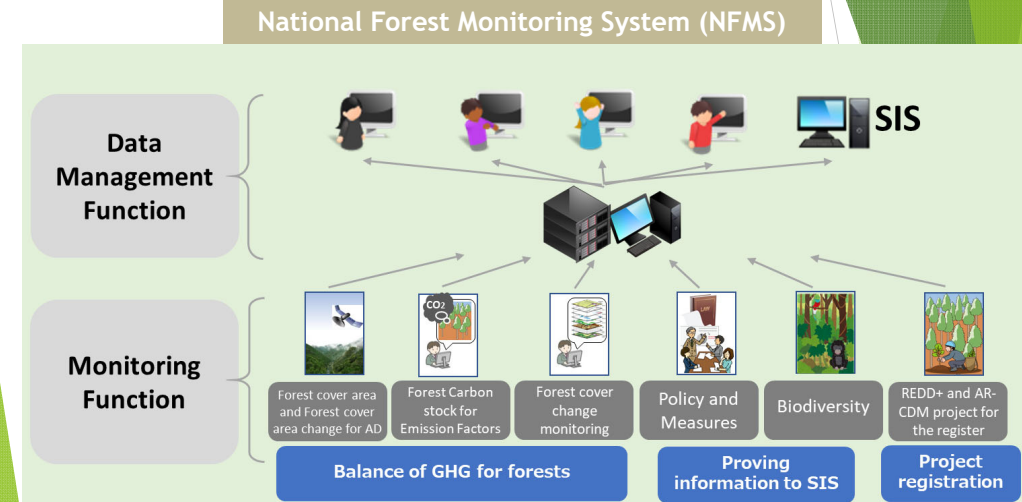 National Forest Monitoring System (NFMS)
Data
Management
Function
SIS
Monitoring
Function
CO2
LAW
Forest cover area
and Forest cover
area change for AD
Forest Carbon
stock for
Emission Factors
Forest cover
change
monitoring
Policy and
Measures
Biodiversity
REDD+ and AR-
CDM project for
the register
Balance of GHG for forests
Proving
information to SIS
Project
registration